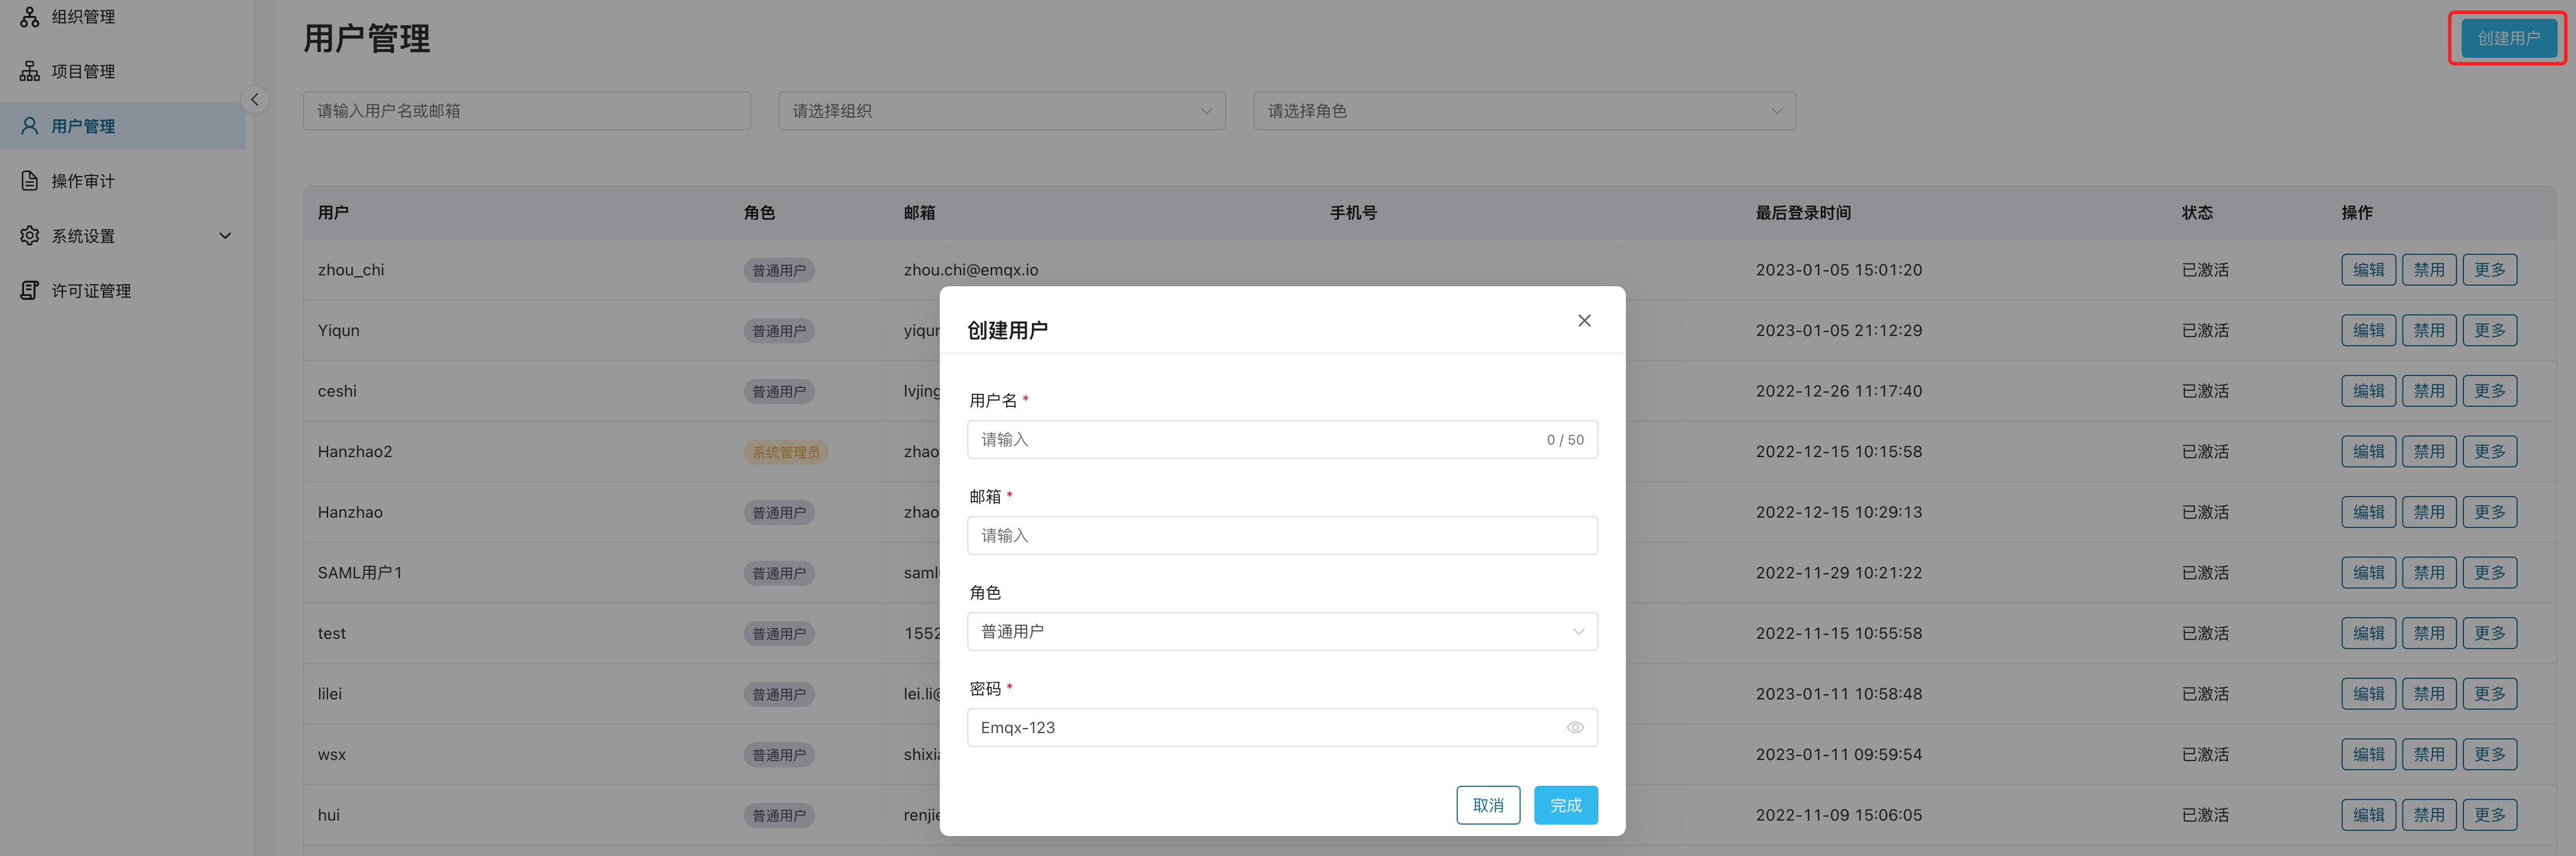 组织管理
项目管理
用户管理
操作审计
系统设置
许可证管理
用户管理
创建用户
请输入用户名或邮箱 请选择组织 请选择角色
用户 角色 邮箱 手机号 最后登录时间 状态 操作
zhou_chi 普通用户 zhou.chi@emqx.io 2023-01-05 15:01:20 已激活 编辑 禁用 更多
Yiqun 普通用户 yiqun 2023-01-05 21:12:29 已激活 编辑 禁用 更多
ceshi 普通用户 lvjing 2022-12-26 11:17:40 已激活 编辑 禁用 更多
Hanzhao2 系统管理员 zhao 2022-12-15 10:15:58 已激活 编辑 禁用 更多
Hanzhao 普通用户 zhao 2022-12-15 10:29:13 已激活 编辑 禁用 更多
SAML用户1 普通用户 saml 2022-11-29 10:21:22 已激活 编辑 禁用 更多
test 普通用户 1552 2022-11-15 10:55:58 已激活 编辑 禁用 更多
lilei 普通用户 lei.li@ 2023-01-11 10:58:48 已激活 编辑 禁用 更多
wsx 普通用户 shixia 2023-01-11 09:59:54 已激活 编辑 禁用 更多
hui 普通用户 renjie 2022-11-09 15:06:05 已激活 编辑 禁用 更多
创建用户
用户名 *
请输入 0 / 50
邮箱 *
请输入
角色
普通用户
密码 *
Emqx-123
取消 完成